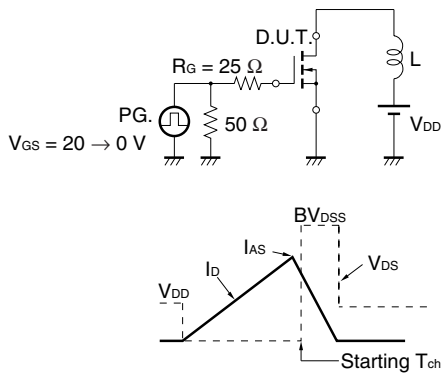 D.U.T.
RG = 25 Ω
L
PG.
50 Ω
VDD
VGS = 20 → 0 V
BVDSS
IAS
ID
VDS
VDD
Starting Tch